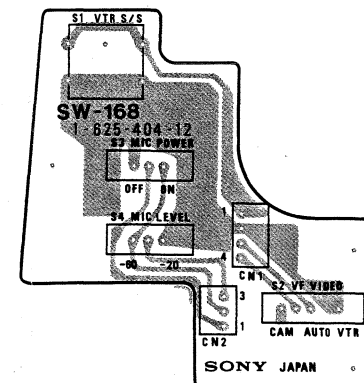 S1 VTR S/S
SW-168
1-625-404-12
S3 MIC POWER
OFF ON
S4 MIC LEVEL
-60 -20
1
4
CN1
S2 VF VIDEO
3
1
CN2
CAM AUTO VTR
SONY JAPAN